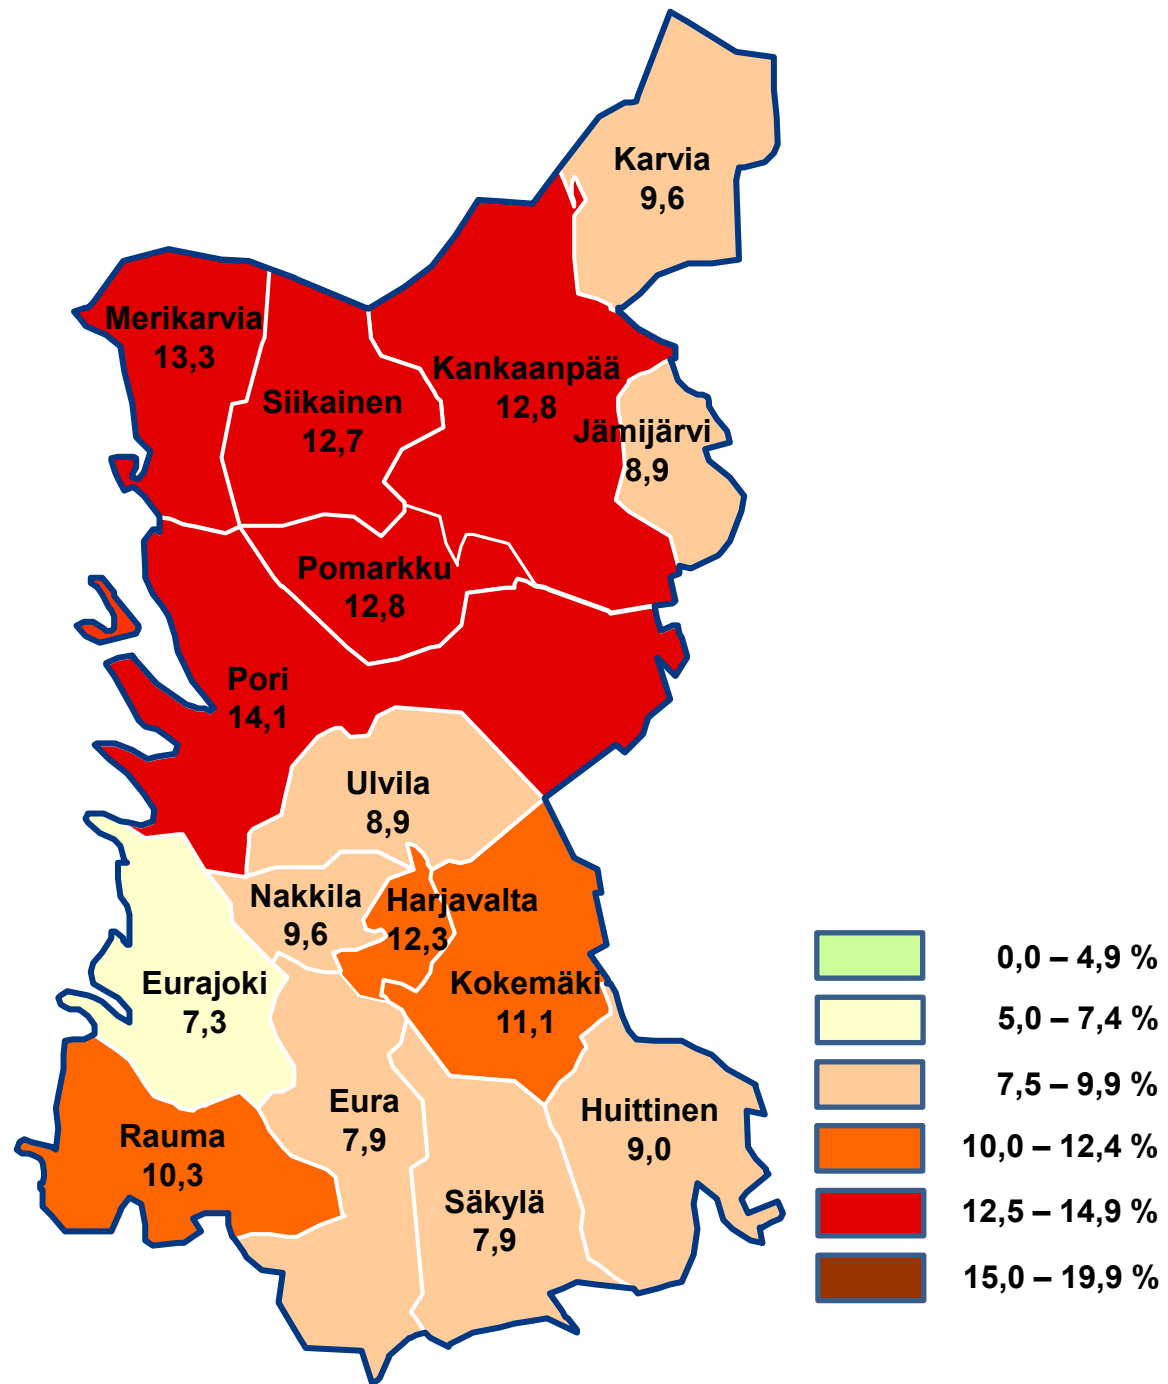 Karvia
9,6
Merikarvia
13,3
Siikainen
12,7
Kankaanpää
12,8
Jämijärvi
8,9
Pomarkku
12,8
Pori
14,1
Ulvila
8,9
Nakkila
9,6
Harjavalta
12,3
Eurajoki
7,3
Kokemäki
11,1
Eura
7,9
Huittinen
9,0
Rauma
10,3
Säkylä
7,9
0,0 – 4,9 %
5,0 – 7,4 %
7,5 – 9,9 %
10,0 – 12,4 %
12,5 – 14,9 %
15,0 – 19,9 %